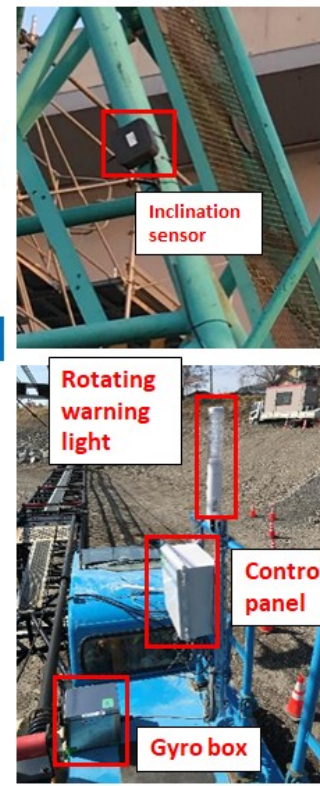 Inclination
sensor
Rotating
warning
light
Contro
panel
Gyro box